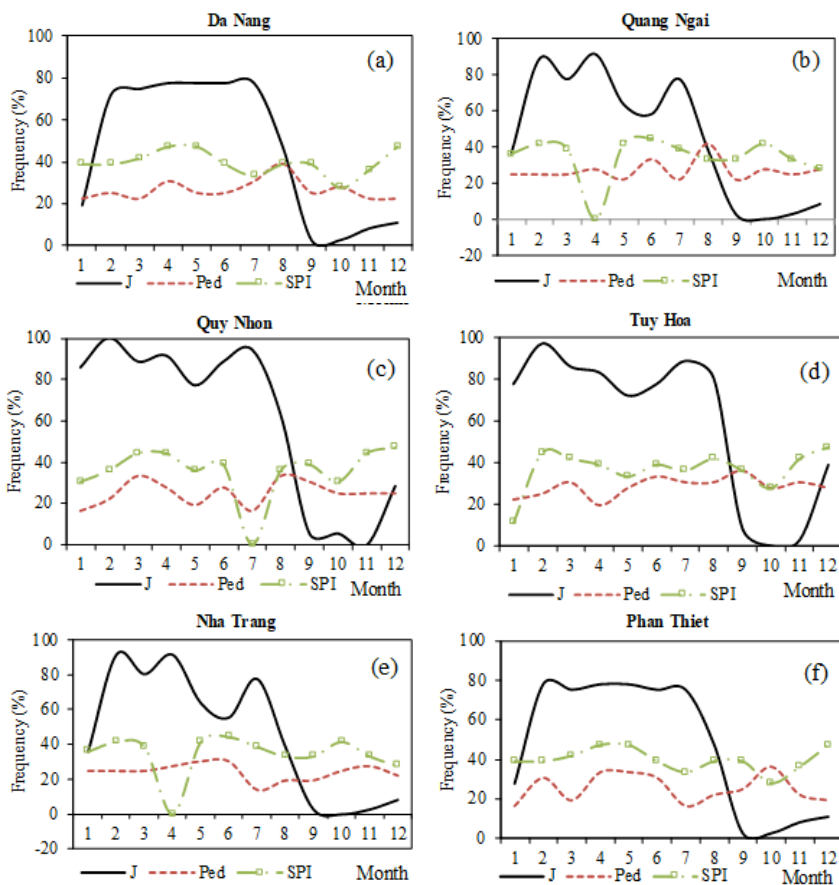 Da Nang
(a)
Frequency (%)
100
80
60
40
20
0
1 2 3 4 5 6 7 8 9 10 11 12
J Ped SPI Month
Quang Ngai
(b)
Frequency (%)
100
80
60
40
20
0
-20
1 2 3 4 5 6 7 8 9 10 11 12
J Ped SPI Month
Quy Nhon
(c)
Frequency (%)
100
80
60
40
20
0
1 2 3 4 5 6 7 8 9 10 11 12
J Ped SPI Month
Tuy Hoa
(d)
Frequency (%)
100
80
60
40
20
0
1 2 3 4 5 6 7 8 9 10 11 12
J Ped SPI Month
Nha Trang
(e)
Frequency (%)
100
80
60
40
20
0
-20
1 2 3 4 5 6 7 8 9 10 11 12
J Ped SPI Month
Phan Thiet
(f)
Frequency (%)
100
80
60
40
20
0
1 2 3 4 5 6 7 8 9 10 11 12
J Ped SPI Month